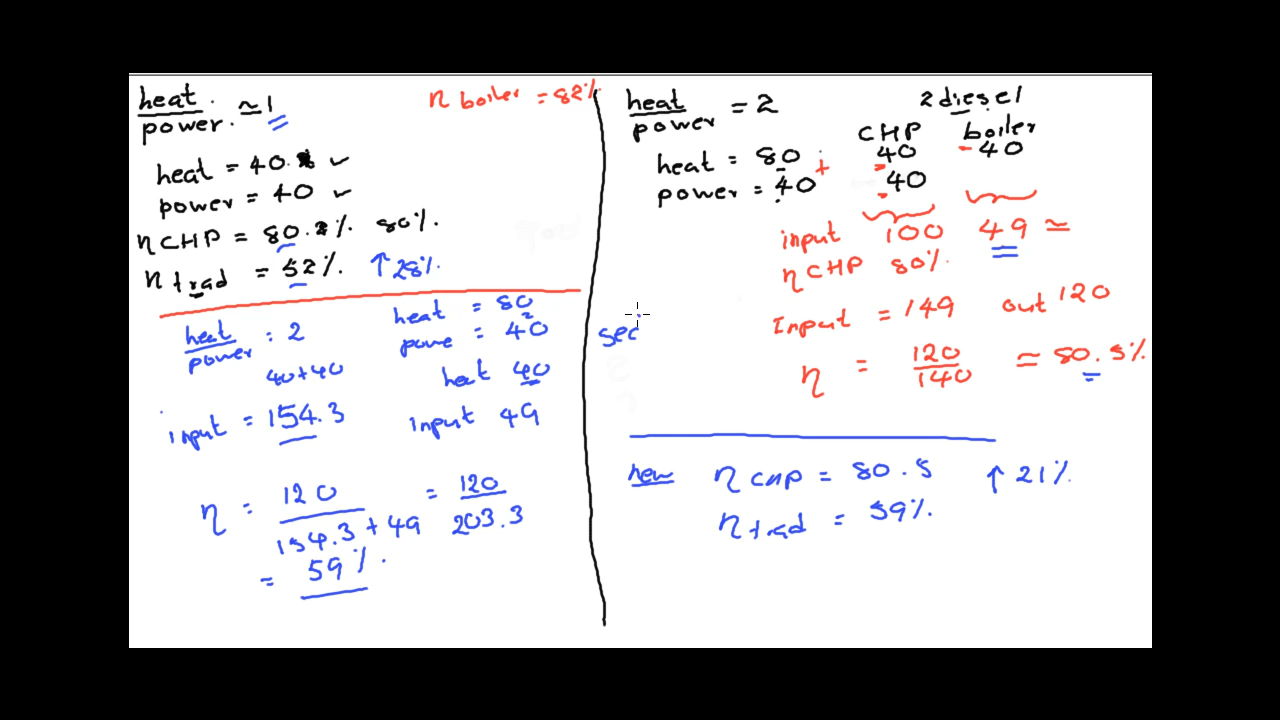 heat
power. ≃ 1
heat = 40. ✓
power = 40 ✓
η CHP = 80. % 80%.
η trad = 52%. ↑ 28%.
η boiler = 82%
heat
power : 2
40+40
input = 154.3
heat = 80
powe = 40
heat 40
input 49
η = 120
154.3 + 49
= 120
203.3
= 59%.
heat
power = 2
2 diesel
CHP boiler
heat = 80 + 40 - 40
power = 40 40
input 100 49 ≃
η CHP 80%.
Input = 149 out 120
η = 120
140 ≃ 80.5%
sec
new η CHP = 80.5 ↑ 21%.
η trad = 59%.